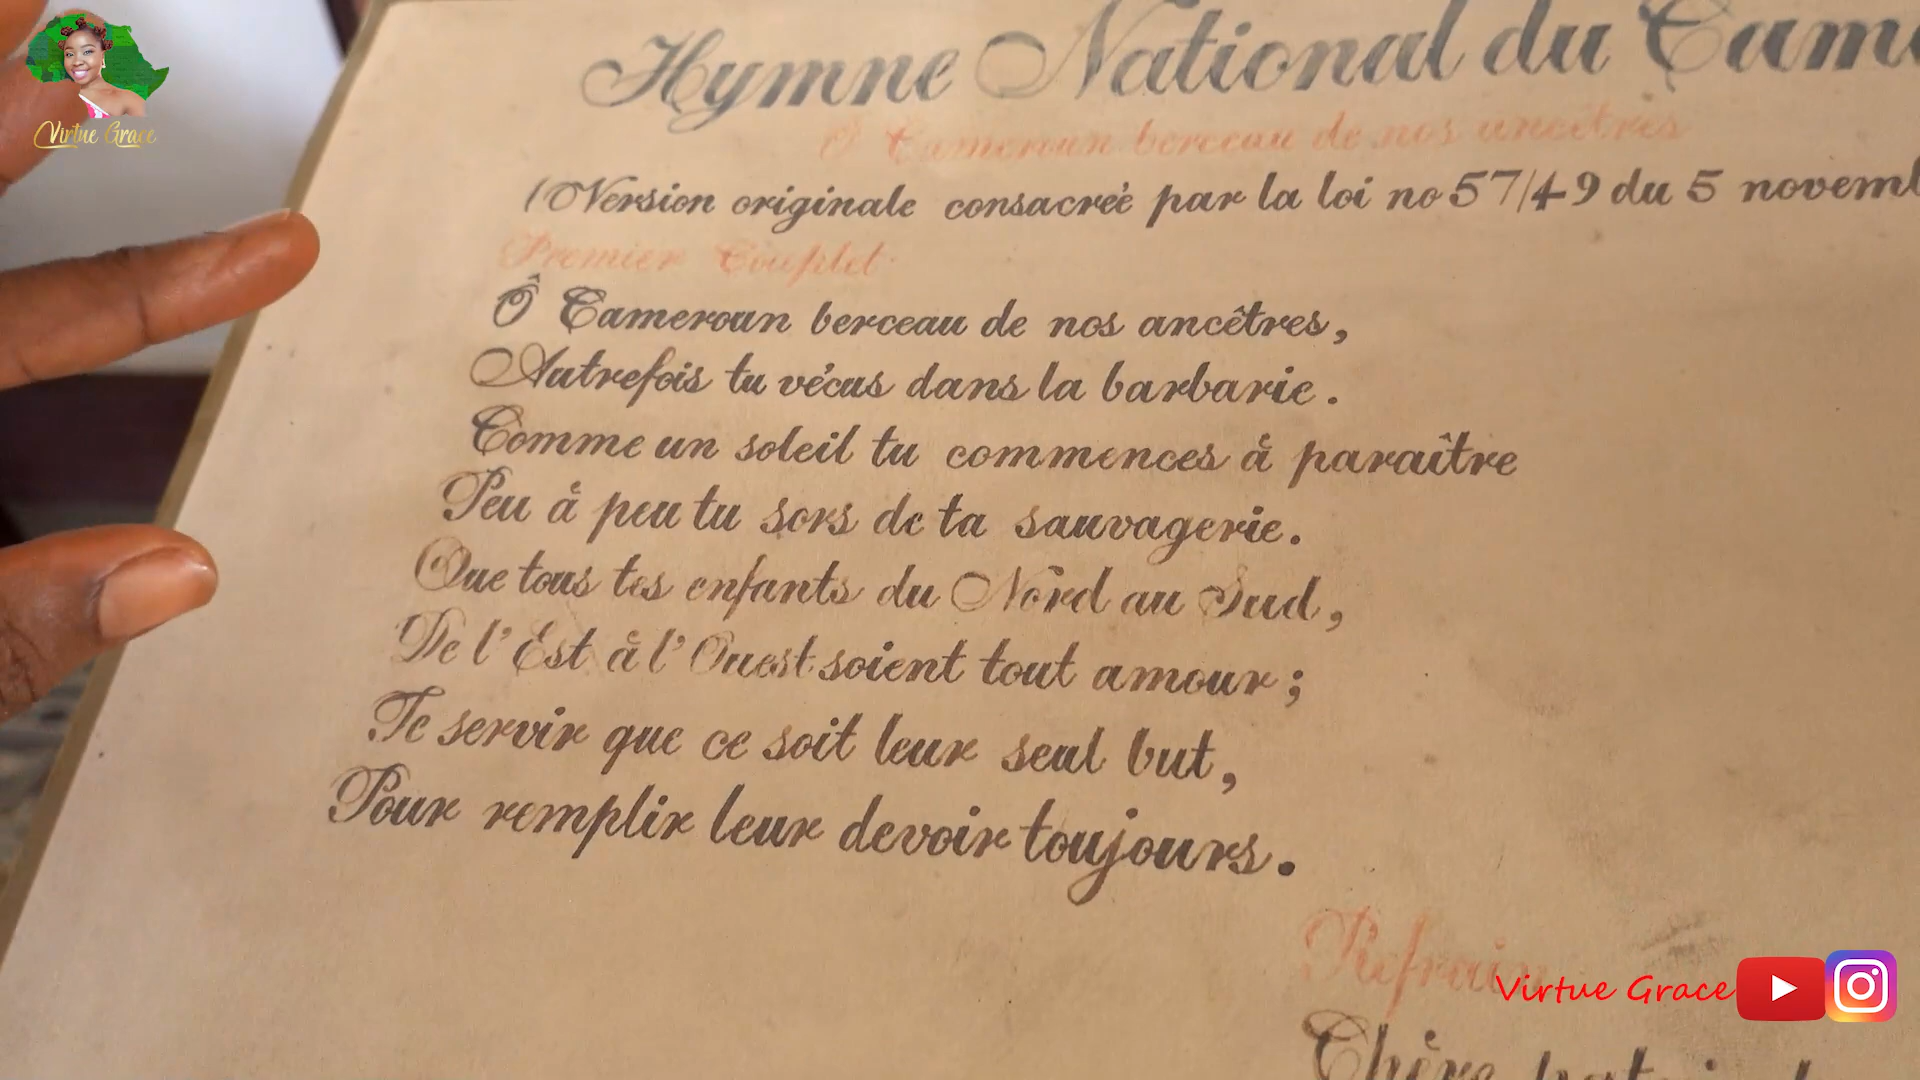 Virtue Grace
Hymne National du Came
Ô Cameroun berceau de nos ancêtres
(Version originale consacrée par la loi no 57/49 du 5 novem
Premier Couplet
Ô Cameroun berceau de nos ancêtres,
Autrefois tu vécus dans la barbarie.
Comme un soleil tu commences à paraître
Peu à peu tu sors de ta sauvagerie.
Que tous tes enfants du Nord au Sud,
De l'Est à l'Ouest soient tout amour;
Te servir que ce soit leur seul but,
Pour remplir leur devoir toujours.
Refrain
Virtue Grace
Chère